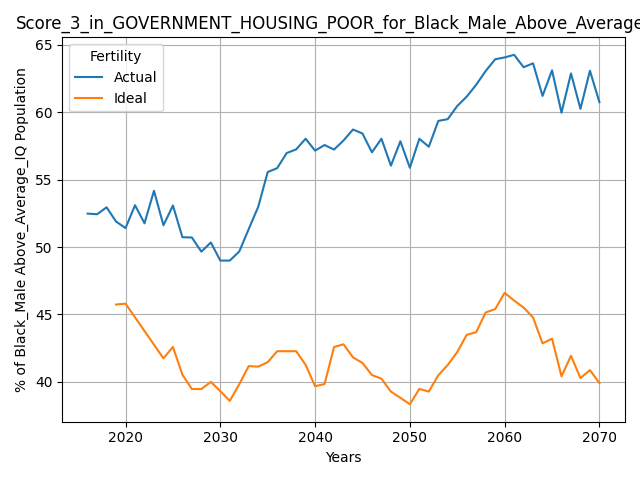 Score_3_in_GOVERNMENT_HOUSING_POOR_for_Black_Male_Above_Average
Fertility
Actual
Ideal
% of Black_Male Above_Average_IQ Population
65
60
55
50
45
40
2020 2030 2040 2050 2060 2070
Years